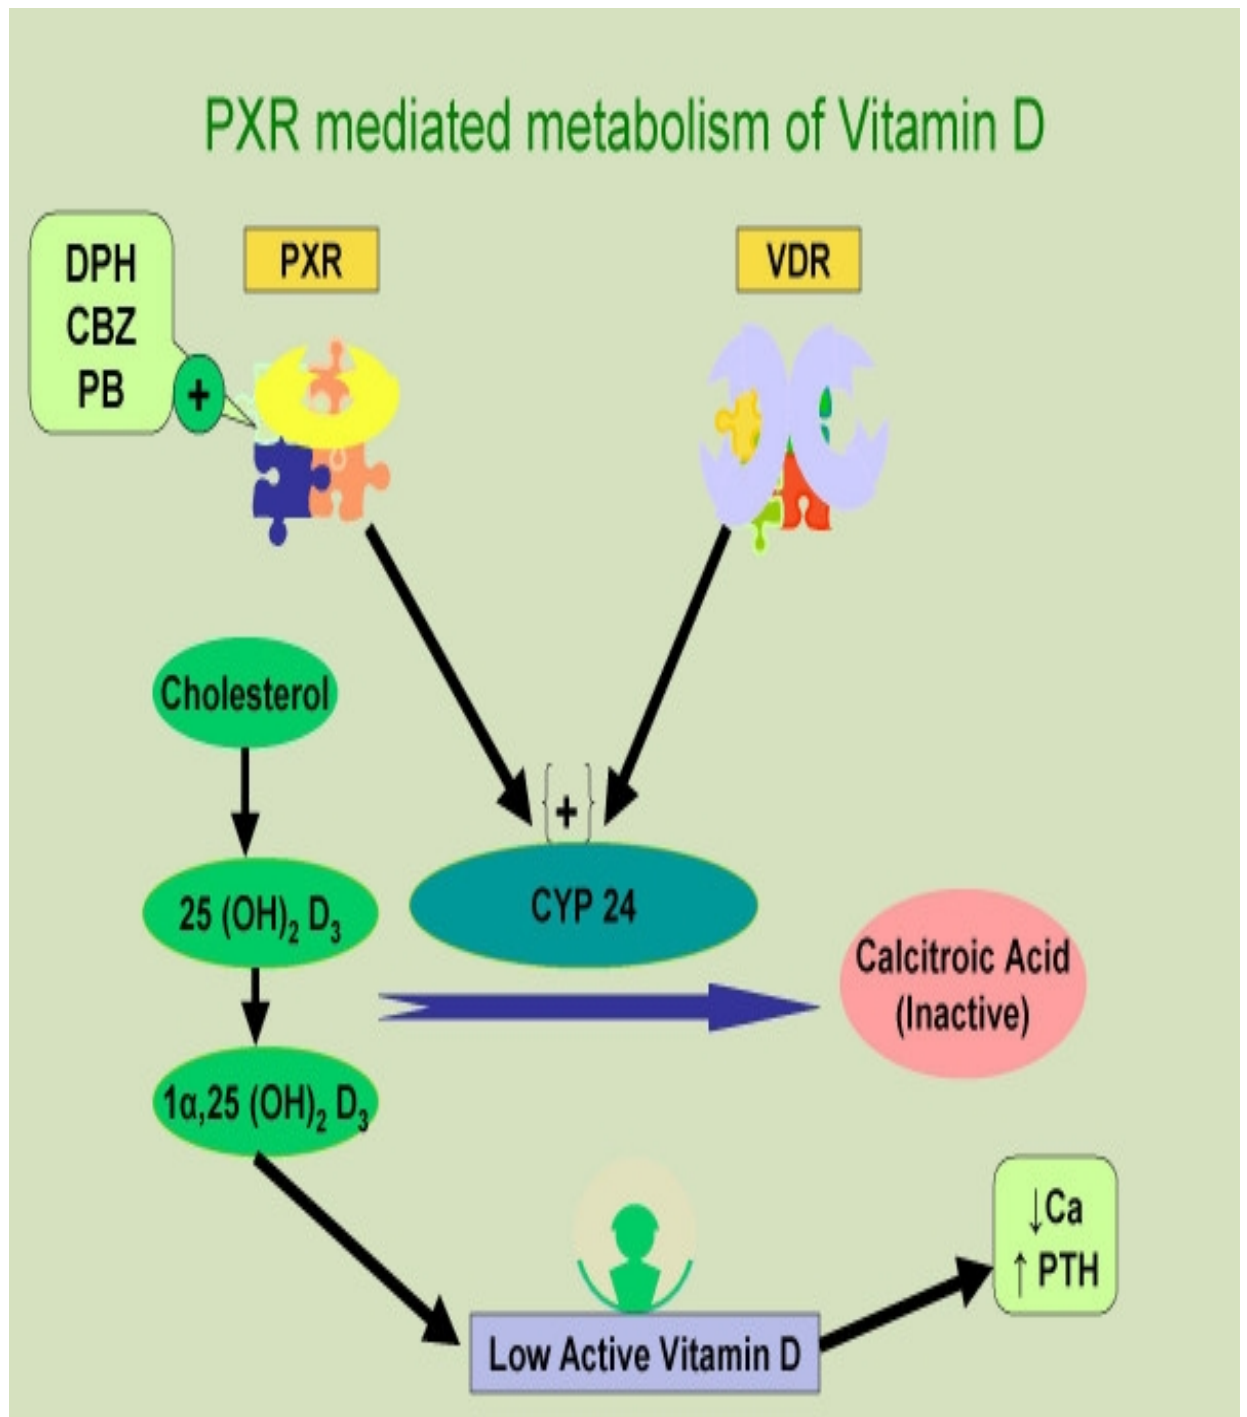 PXR mediated metabolism of Vitamin D
DPH
CBZ
PB
+
PXR
VDR
Cholesterol
{+}
CYP 24
25 (OH)₂ D₃
Calcitroic Acid
(Inactive)
1α,25 (OH)₂ D₃
↓Ca
↑ PTH
Low Active Vitamin D